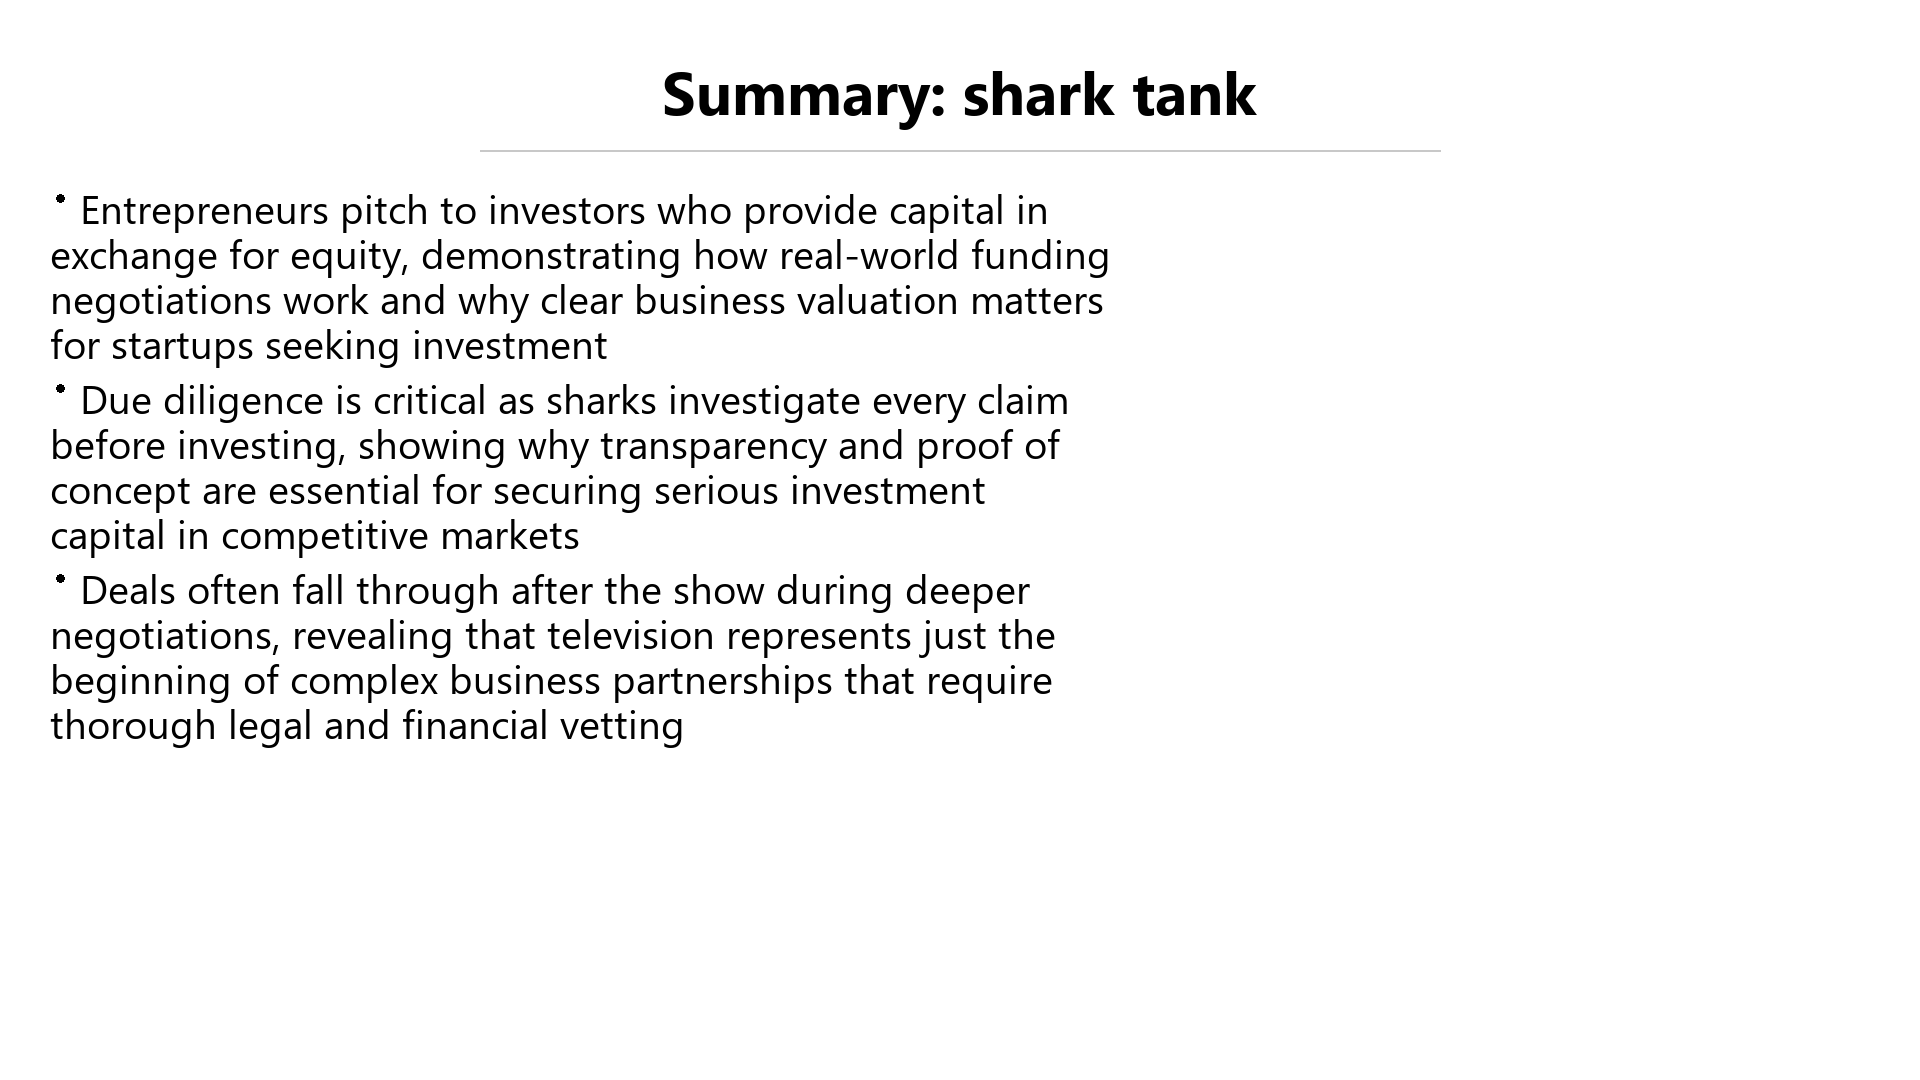 Summary: shark tank
• Entrepreneurs pitch to investors who provide capital in
exchange for equity, demonstrating how real-world funding
negotiations work and why clear business valuation matters
for startups seeking investment
• Due diligence is critical as sharks investigate every claim
before investing, showing why transparency and proof of
concept are essential for securing serious investment
capital in competitive markets
• Deals often fall through after the show during deeper
negotiations, revealing that television represents just the
beginning of complex business partnerships that require
thorough legal and financial vetting